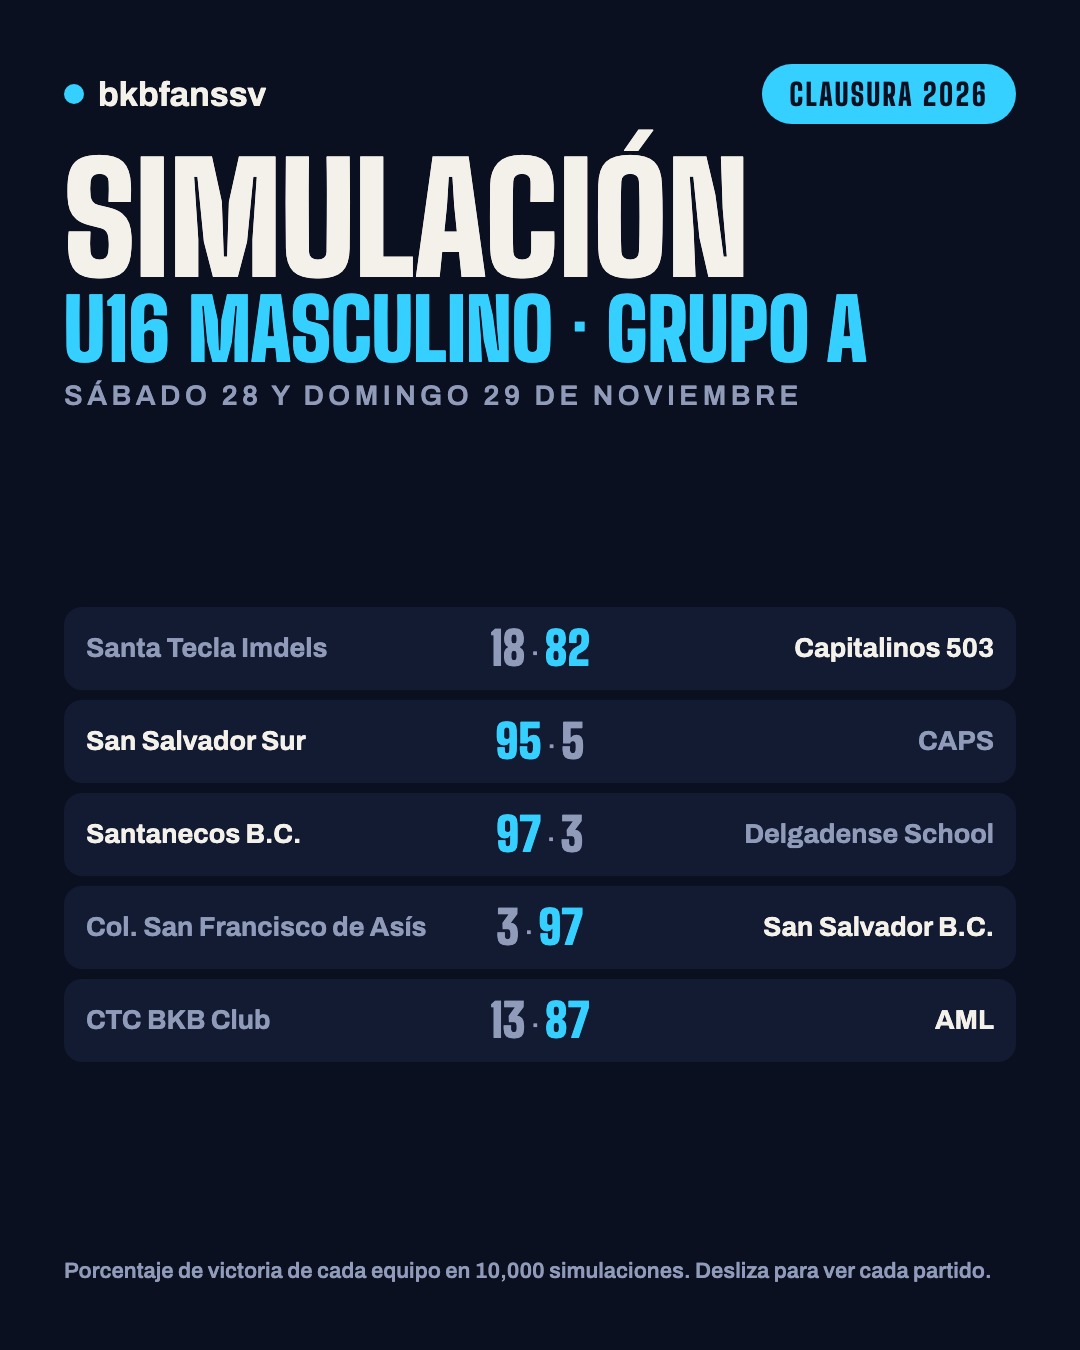 bkbfanssv
CLAUSURA 2026
SIMULACIÓN
U16 MASCULINO · GRUPO A
SÁBADO 28 Y DOMINGO 29 DE NOVIEMBRE
Santa Tecla Imdels 18 · 82 Capitalinos 503
San Salvador Sur 95 · 5 CAPS
Santanecos B.C. 97 · 3 Delgadense School
Col. San Francisco de Asís 3 · 97 San Salvador B.C.
CTC BKB Club 13 · 87 AML
Porcentaje de victoria de cada equipo en 10,000 simulaciones. Desliza para ver cada partido.